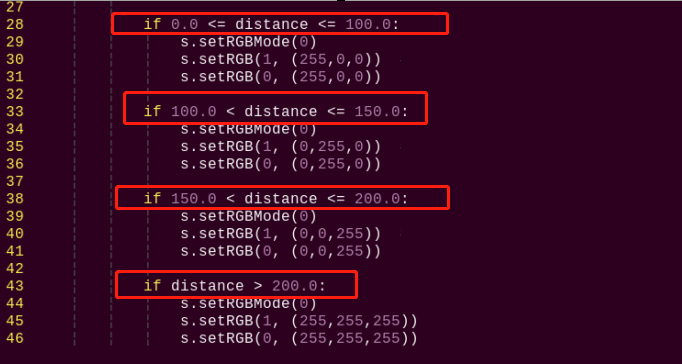 27
28 if 0.0 <= distance <= 100.0:
29 s.setRGBMode(0)
30 s.setRGB(1, (255,0,0))
31 s.setRGB(0, (255,0,0))
32
33 if 100.0 < distance <= 150.0:
34 s.setRGBMode(0)
35 s.setRGB(1, (0,255,0))
36 s.setRGB(0, (0,255,0))
37
38 if 150.0 < distance <= 200.0:
39 s.setRGBMode(0)
40 s.setRGB(1, (0,0,255))
41 s.setRGB(0, (0,0,255))
42
43 if distance > 200.0:
44 s.setRGBMode(0)
45 s.setRGB(1, (255,255,255))
46 s.setRGB(0, (255,255,255))